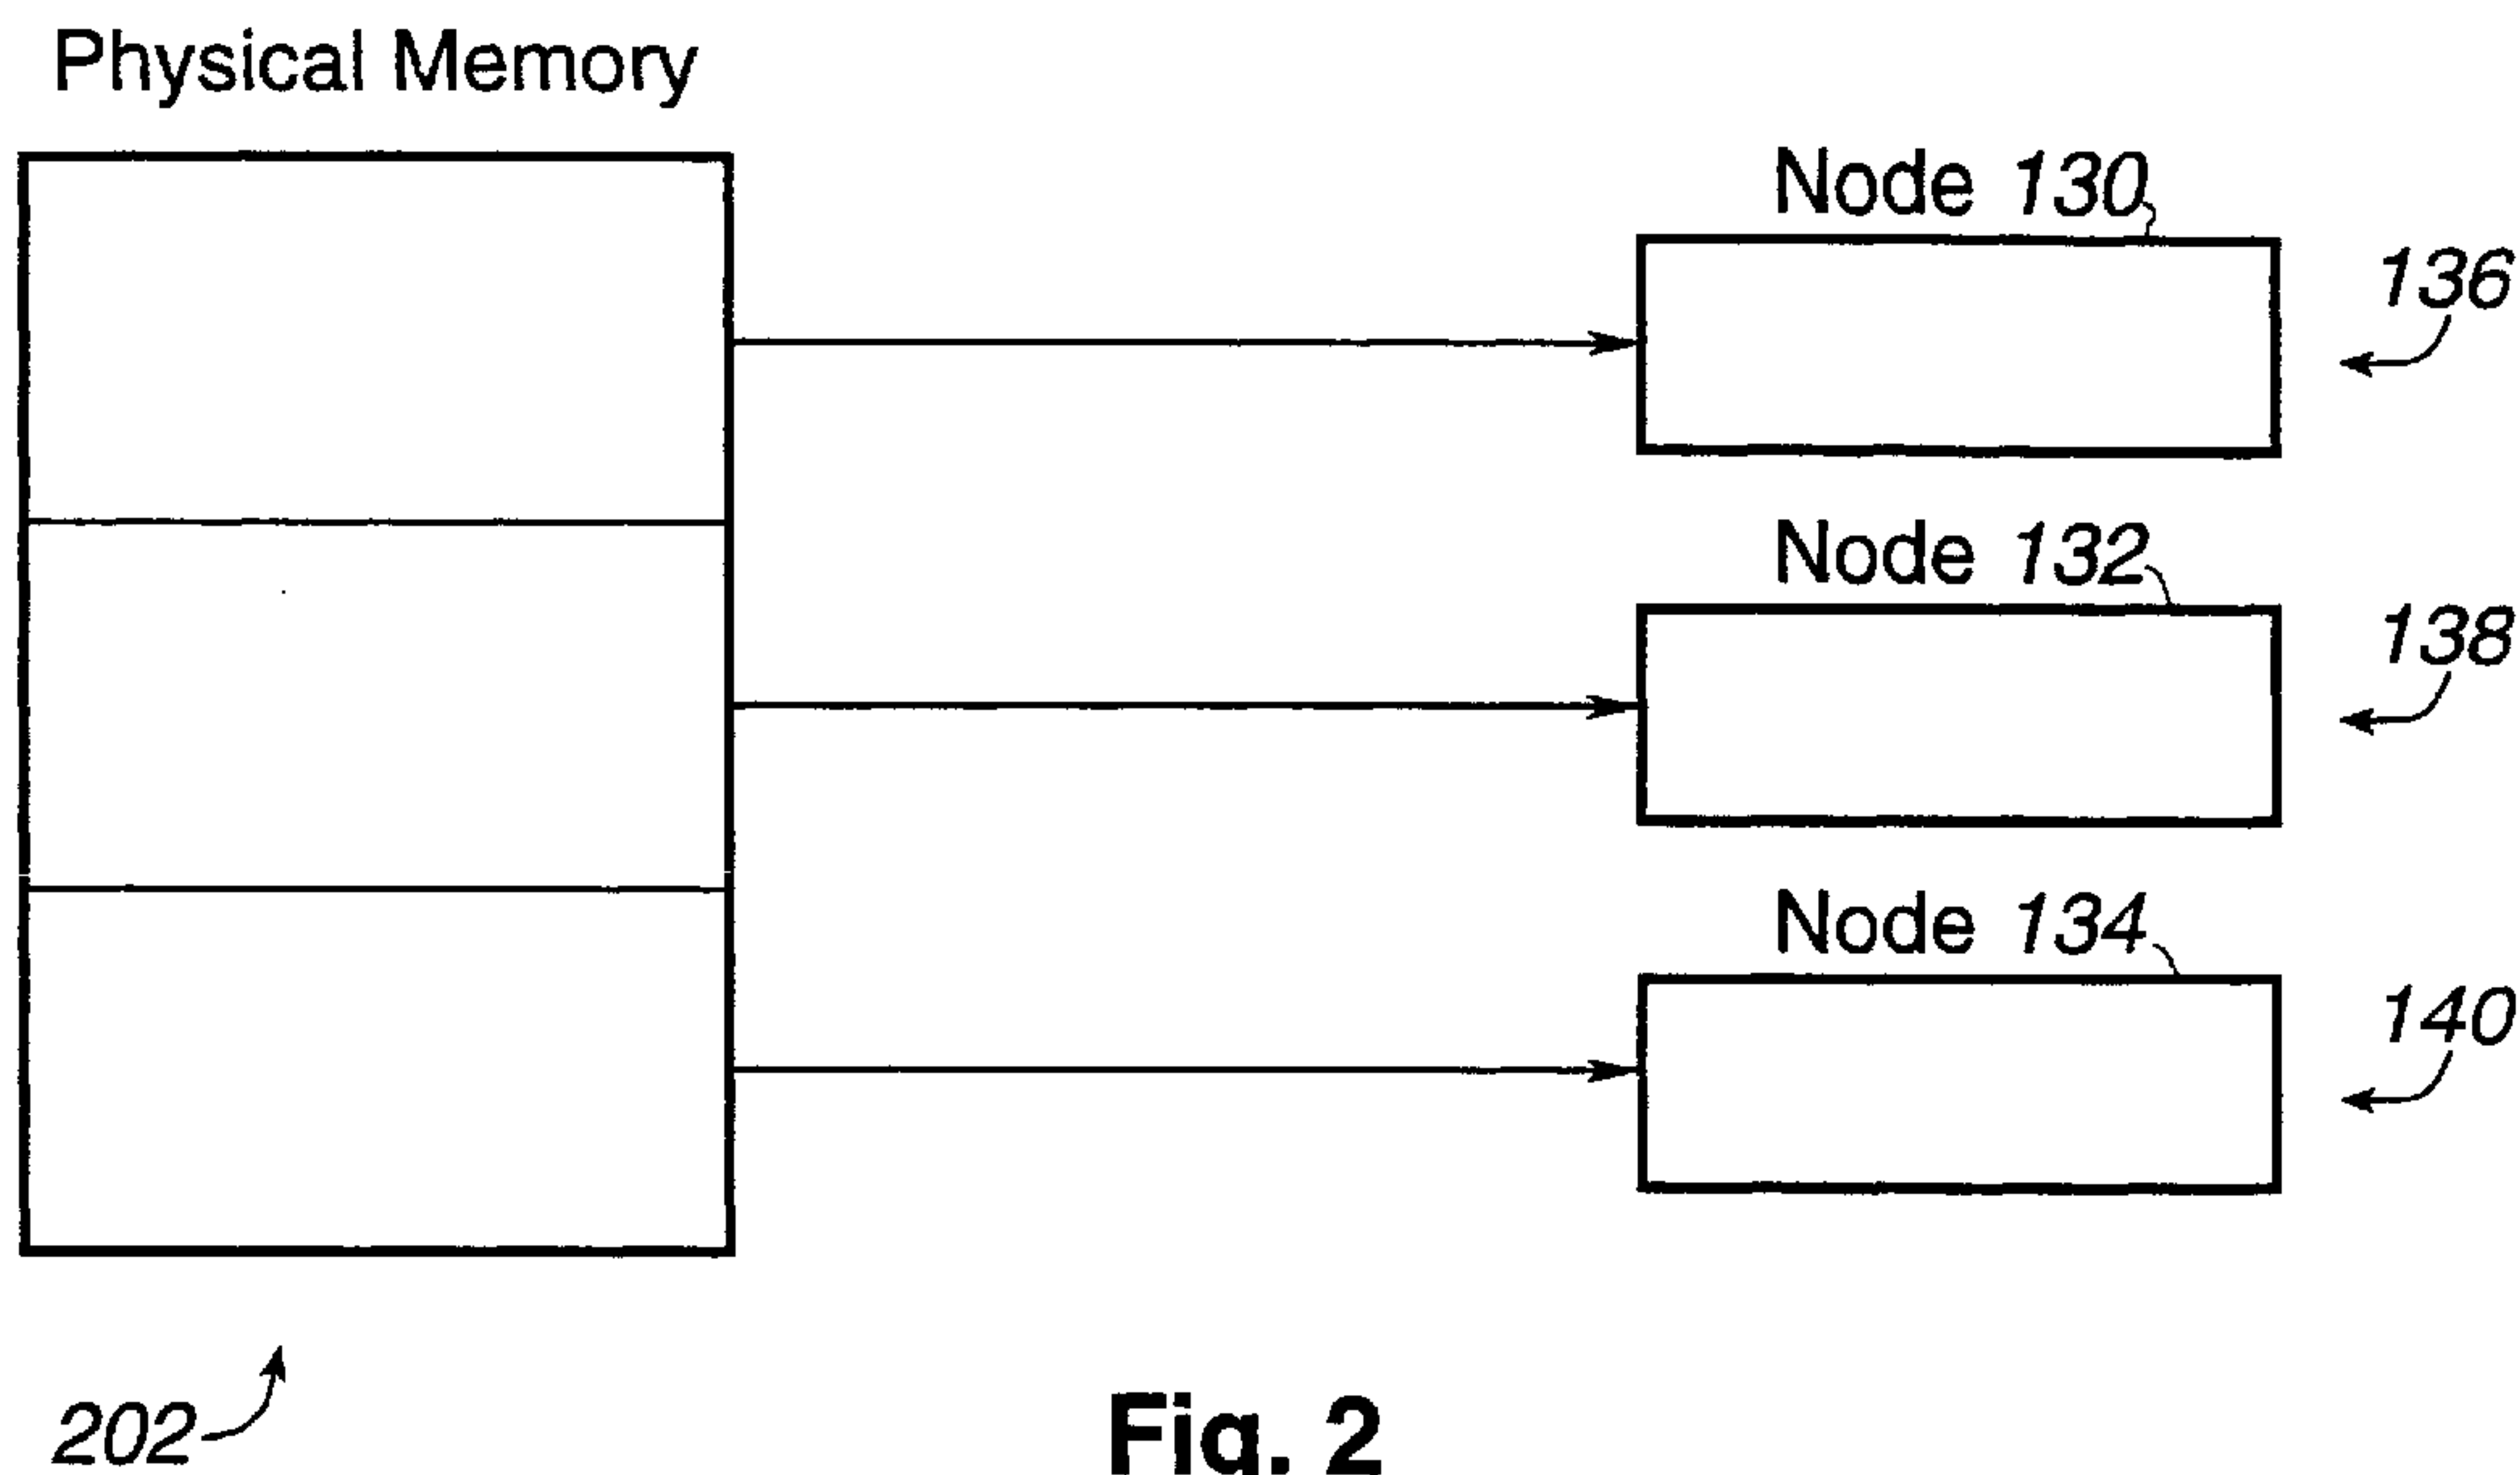 Physical Memory
Node 130
136
Node 132
138
Node 134
140
202
Fig. 2